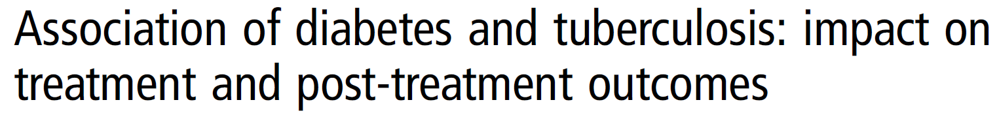 Association of diabetes and tuberculosis: impact on
treatment and post-treatment outcomes